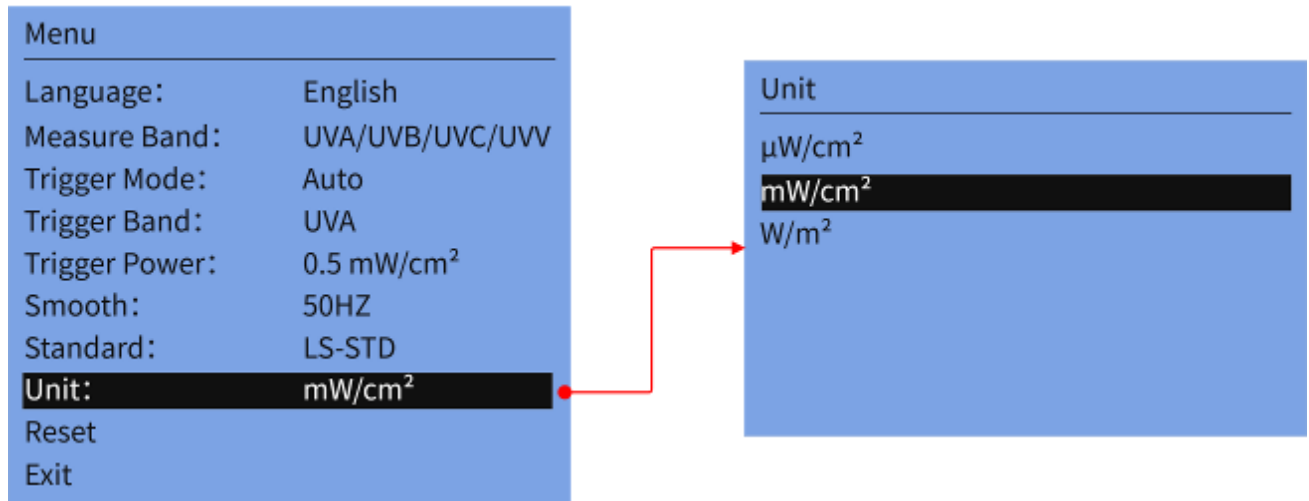 Menu
Language: English
Measure Band: UVA/UVB/UVC/UVV
Trigger Mode: Auto
Trigger Band: UVA
Trigger Power: 0.5 mW/cm²
Smooth: 50HZ
Standard: LS-STD
Unit: mW/cm²
Reset
Exit
Unit
μW/cm²
mW/cm²
W/m²